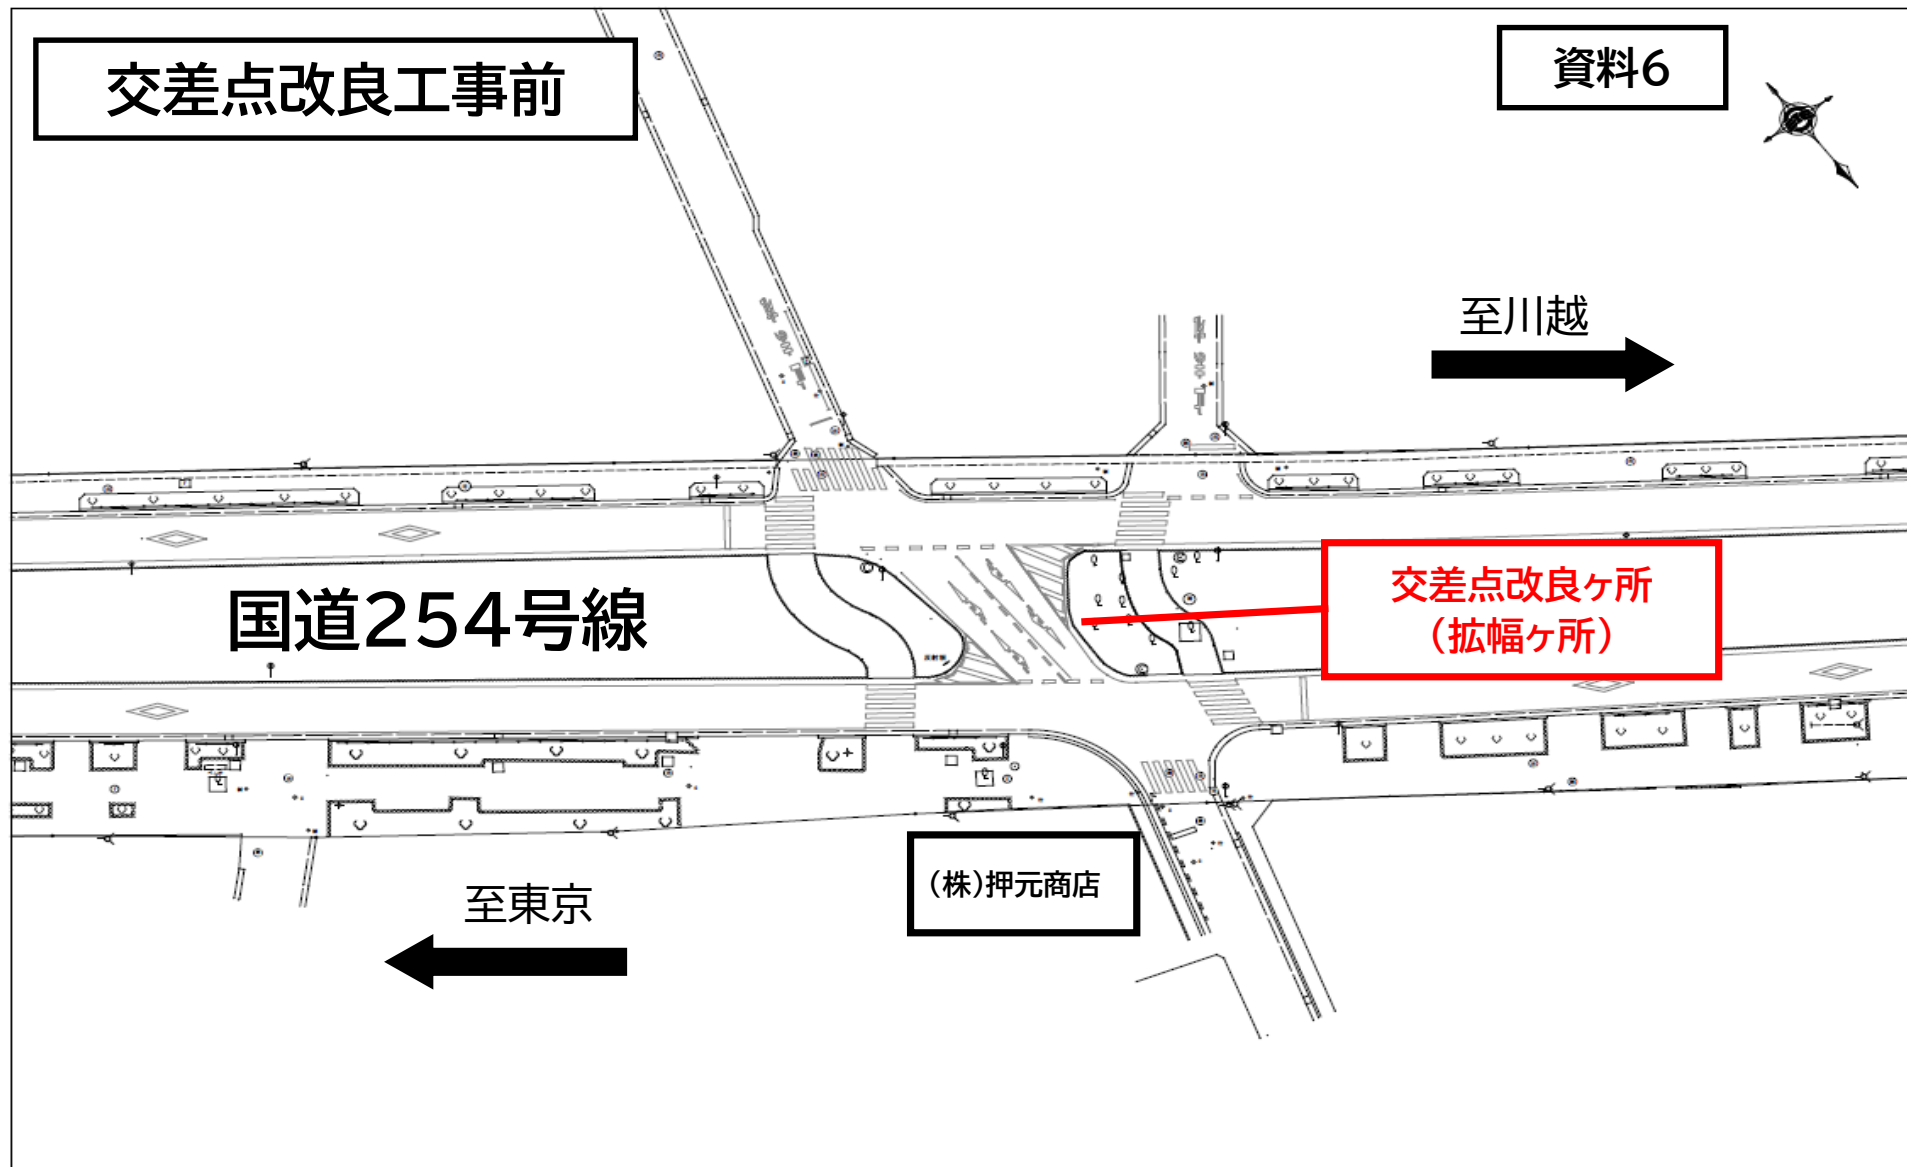 交差点改良工事前
資料6
至川越
国道254号線
交差点改良ヶ所
(拡幅ヶ所)
(株)押元商店
至東京